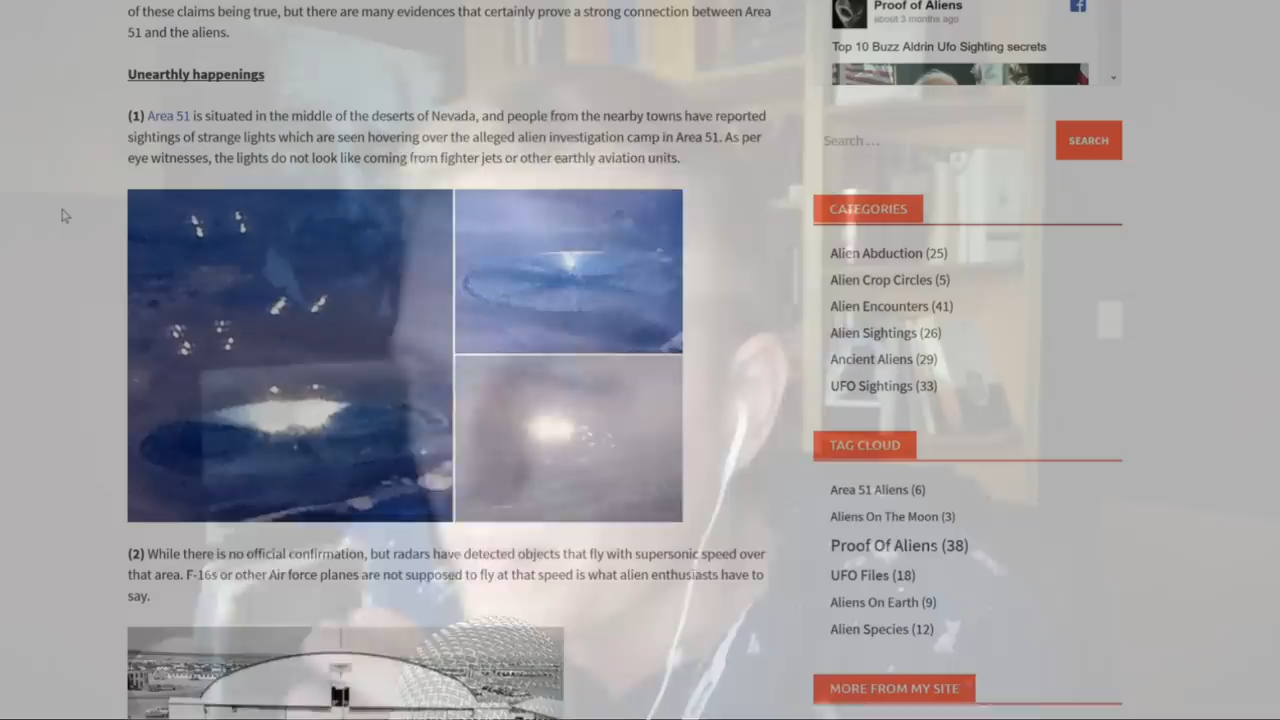 of these claims being true, but there are many evidences that certainly prove a strong connection between Area
51 and the aliens.
Unearthly happenings
(1) Area 51 is situated in the middle of the deserts of Nevada, and people from the nearby towns have reported
sightings of strange lights which are seen hovering over the alleged alien investigation camp in Area 51. As per
eye witnesses, the lights do not look like coming from fighter jets or other earthly aviation units.
(2) While there is no official confirmation, but radars have detected objects that fly with supersonic speed over
that area. F-16s or other Air force planes are not supposed to fly at that speed is what alien enthusiasts have to
say.
Proof of Aliens
about 3 months ago
Top 10 Buzz Aldrin Ufo Sighting secrets
Search ...
SEARCH
CATEGORIES
Alien Abduction (25)
Alien Crop Circles (5)
Alien Encounters (41)
Alien Sightings (26)
Ancient Aliens (29)
UFO Sightings (33)
TAG CLOUD
Area 51 Aliens (6)
Aliens On The Moon (3)
Proof Of Aliens (38)
UFO Files (18)
Aliens On Earth (9)
Alien Species (12)
MORE FROM MY SITE